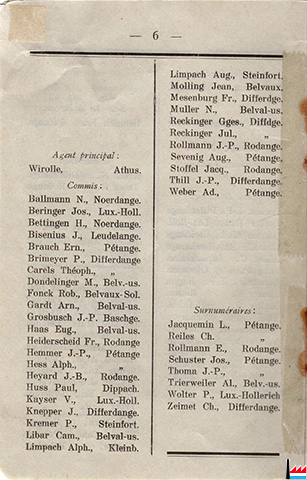 — 6 —
Agent principal :
Wirolle, Athus.
Commis :
Ballmann N., Noerdange.
Beringer Jos., Lux.-Holl.
Bettingen H., Noerdange.
Bisenius J., Leudelange.
Brauch Ern., Pétange.
Brimeyer P., Differdange
Carels Théoph., „
Dondelinger M., Belv.-us.
Fonck Rob., Belvaux-Sol.
Gardt Arn., Belval-us.
Grosbusch J.-P. Baschge.
Haas Eug., Belval-us.
Heiderscheid Fr., Rodange
Hemmer J.-P., Pétange
Hess Alph., „
Heyard J.-B., Rodange.
Huss Paul, Dippach.
Kayser V., Lux.-Holl.
Knepper J., Differdange.
Kremer P., Steinfort.
Libar Cam., Belval-us.
Limpach Alph., Kleinb.
Limpach Aug., Steinfort.
Molling Jean, Belvaux.
Mesenburg Fr., Differdge.
Muller N., Belval-us.
Reckinger Gges., Diffdge.
Reckinger Jul., „
Rollmann J.-P., Rodange.
Sevenig Aug., Pétange.
Stoffel Jacq., Rodange.
Thill J.-P., Differdange.
Weber Ad., Pétange.
Surnuméraires :
Jacquemin L., Pétange.
Reiles Ch. „
Rollmann E., Rodange.
Schuster Jos., Pétange.
Thoma J.-P., „
Trierweiler Al., Belv.-us.
Wolter P., Lux.-Hollerich
Zeimet Ch., Differdange.